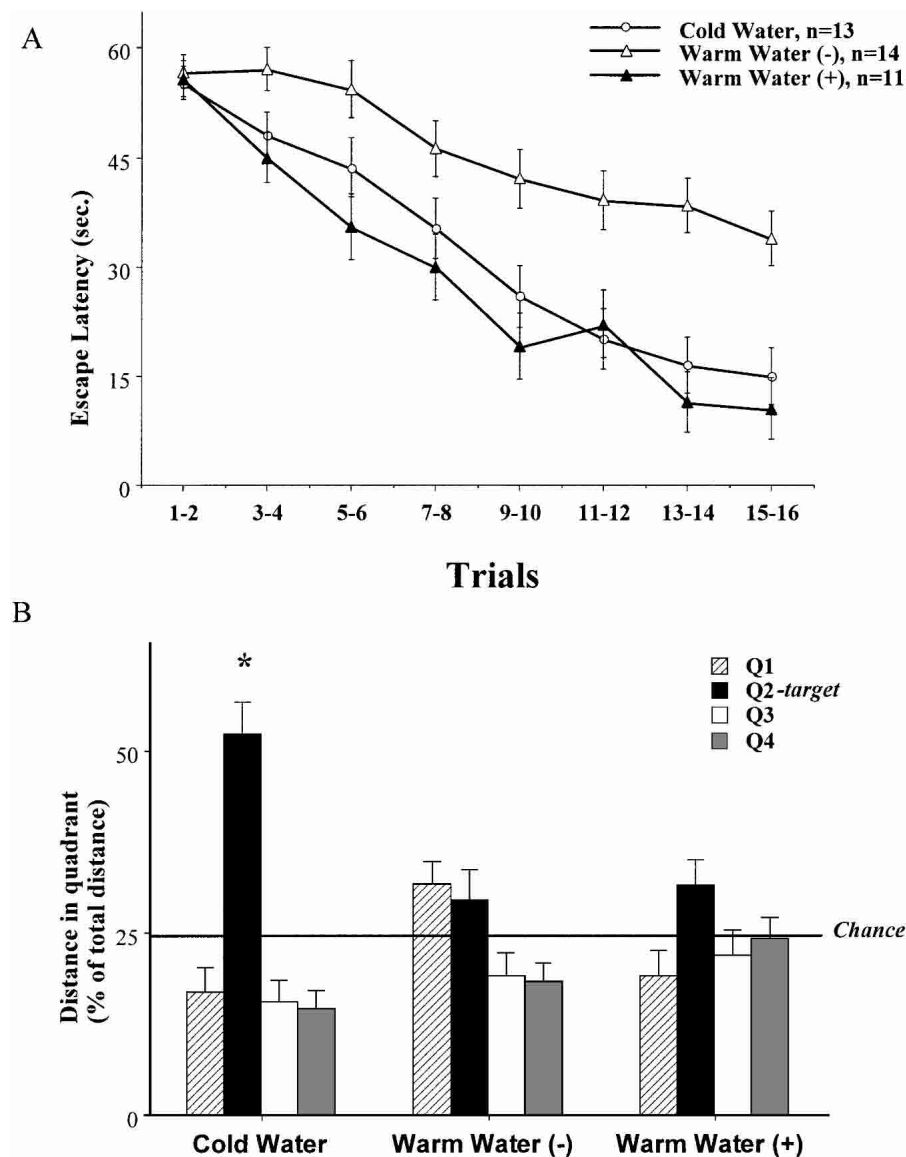 A
Cold Water, n=13
Warm Water (-), n=14
Warm Water (+), n=11
60
45
30
15
0
Escape Latency (sec.)
1-2 3-4 5-6 7-8 9-10 11-12 13-14 15-16
Trials
B
*
Q1
Q2-target
Q3
Q4
50
25
0
Distance in quadrant
(% of total distance)
Chance
Cold Water Warm Water (-) Warm Water (+)